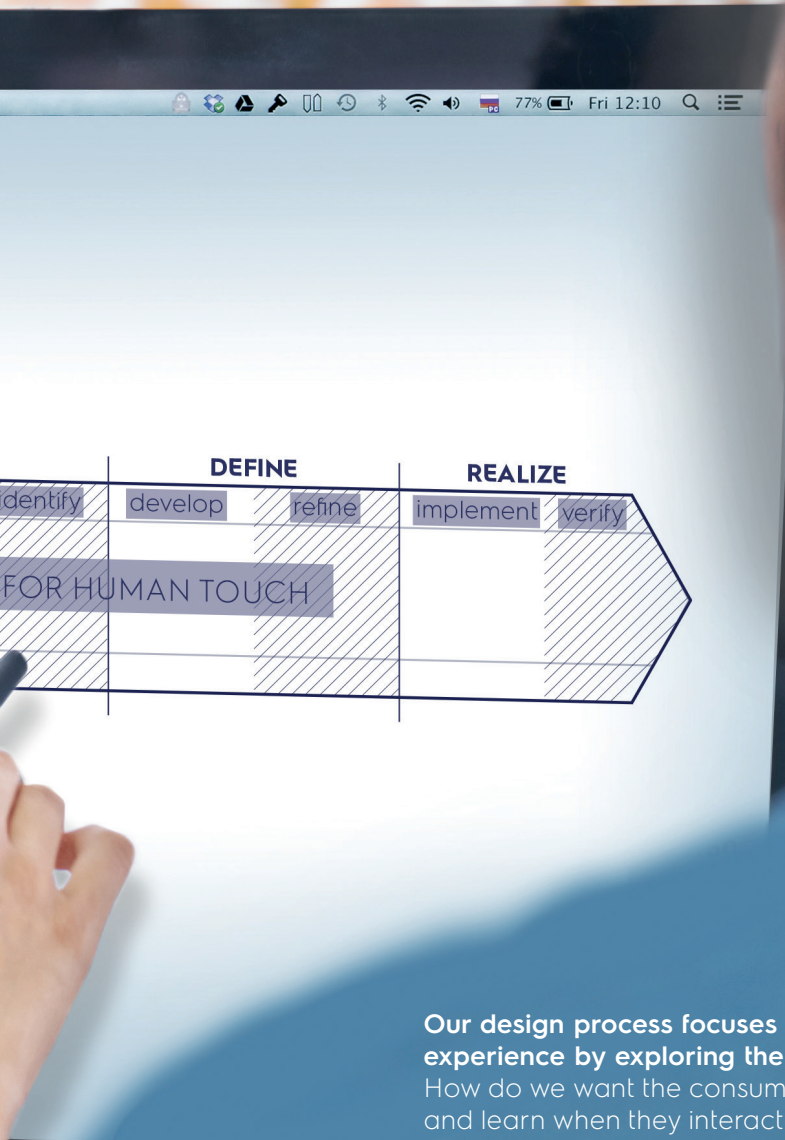 77% Fri 12:10
DEFINE REALIZE
identify develop refine implement verify
FOR HUMAN TOUCH
Our design process focuses
experience by exploring the
How do we want the consum
and learn when they interact